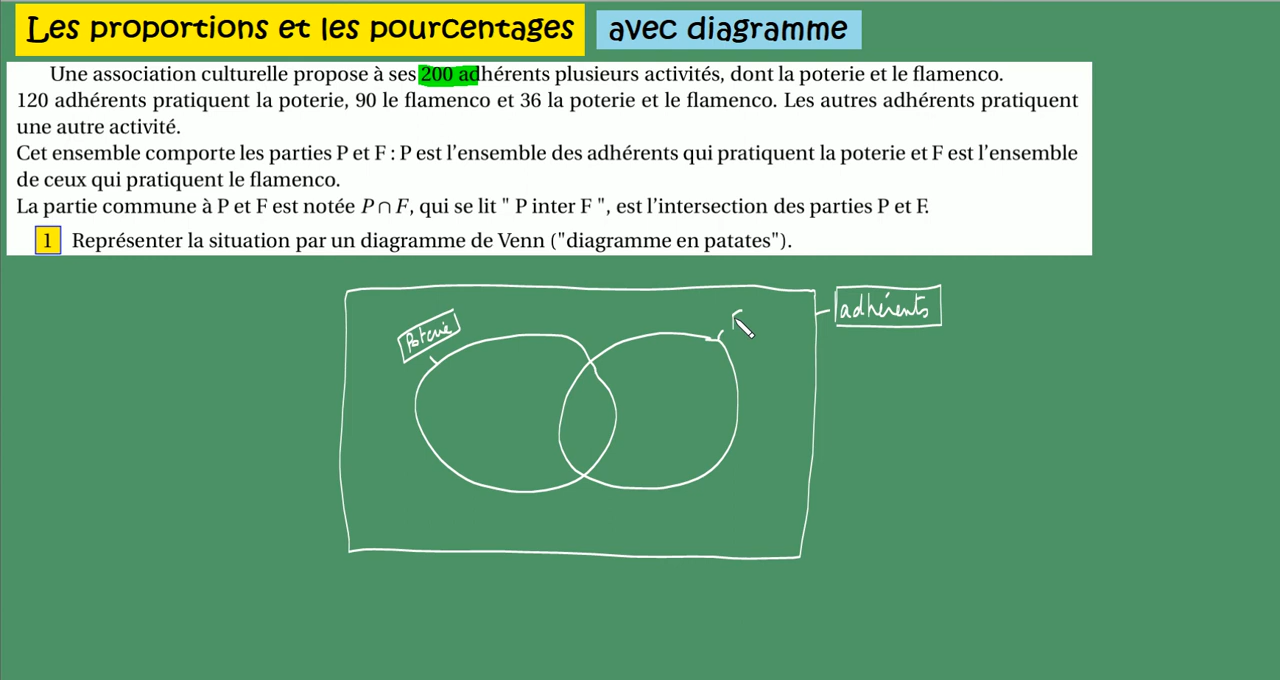 Les proportions et les pourcentages avec diagramme
Une association culturelle propose à ses 200 adhérents plusieurs activités, dont la poterie et le flamenco.
120 adhérents pratiquent la poterie, 90 le flamenco et 36 la poterie et le flamenco. Les autres adhérents pratiquent
une autre activité.
Cet ensemble comporte les parties P et F : P est l'ensemble des adhérents qui pratiquent la poterie et F est l'ensemble
de ceux qui pratiquent le flamenco.
La partie commune à P et F est notée P ∩ F, qui se lit " P inter F ", est l'intersection des parties P et F.
1 Représenter la situation par un diagramme de Venn ("diagramme en patates").
adhérents
Poterie
F